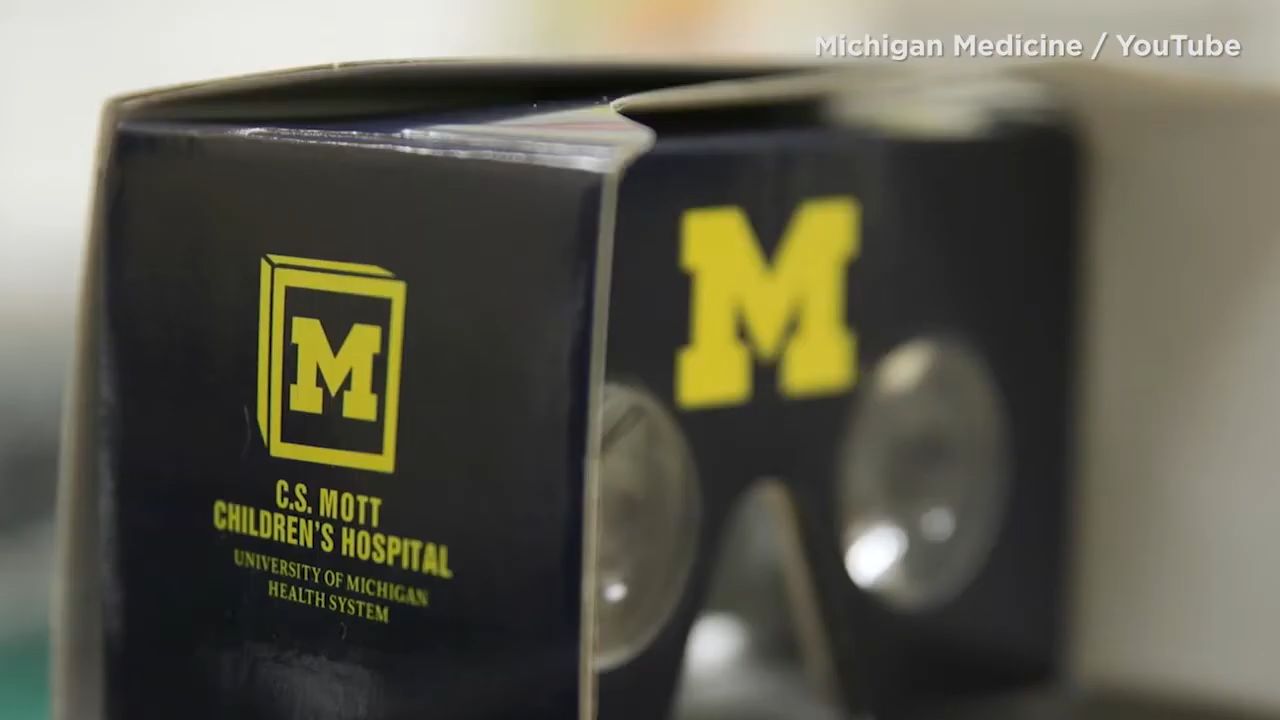 Michigan Medicine / YouTube
M
M
C.S. MOTT
CHILDREN'S HOSPITAL
UNIVERSITY OF MICHIGAN
HEALTH SYSTEM